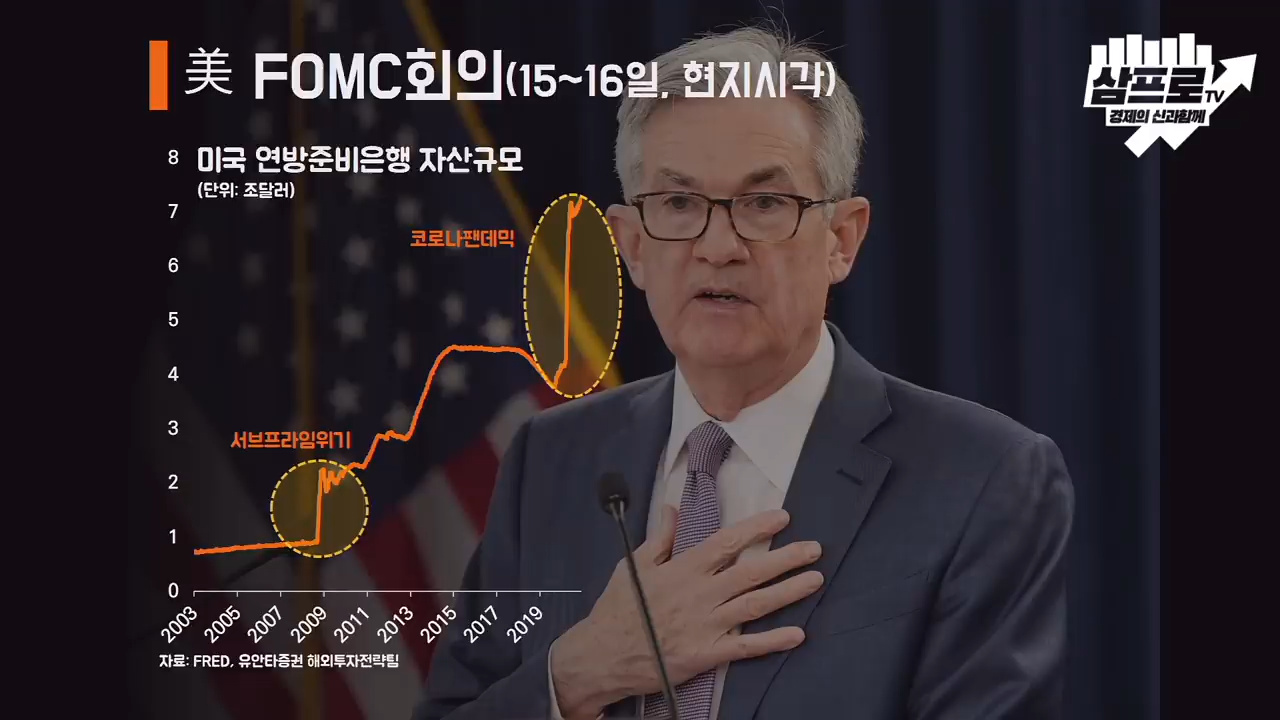 美 FOMC회의(15~16일, 현지시각)
삼프로TV
경제의 신과함께
미국 연방준비은행 자산규모
(단위: 조달러)
8
7
6
5
4
3
2
1
0
코로나팬데믹
서브프라임위기
2003
2005
2007
2009
2011
2013
2015
2017
2019
자료: FRED, 유안타증권 해외투자전략팀